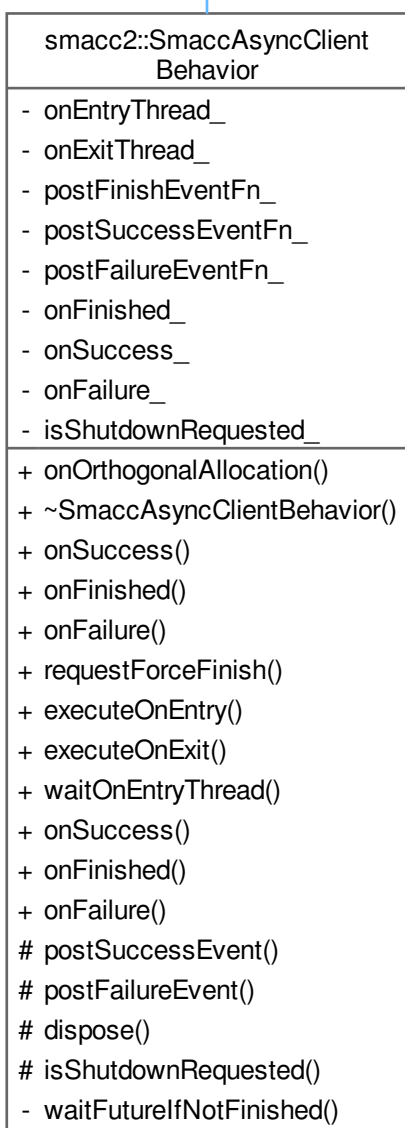 smacc2::SmaccAsyncClient
Behavior
- onEntryThread_
- onExitThread_
- postFinishEventFn_
- postSuccessEventFn_
- postFailureEventFn_
- onFinished_
- onSuccess_
- onFailure_
- isShutdownRequested_
+ onOrthogonalAllocation()
+ ~SmaccAsyncClientBehavior()
+ onSuccess()
+ onFinished()
+ onFailure()
+ requestForceFinish()
+ executeOnEntry()
+ executeOnExit()
+ waitOnEntryThread()
+ onSuccess()
+ onFinished()
+ onFailure()
# postSuccessEvent()
# postFailureEvent()
# dispose()
# isShutdownRequested()
- waitFutureIfNotFinished()